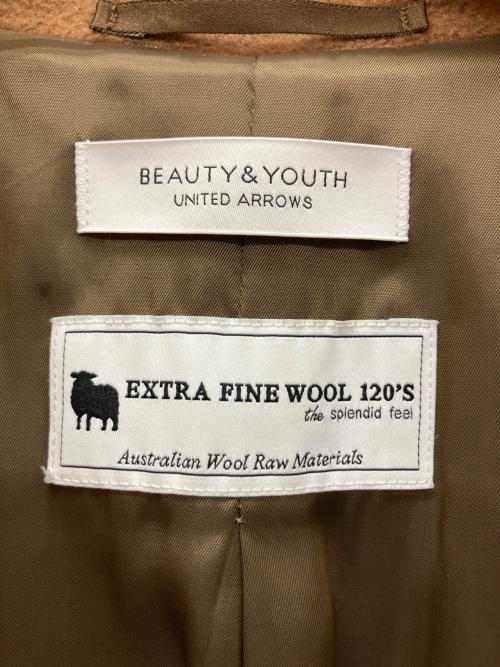 BEAUTY&YOUTH
UNITED ARROWS
EXTRA FINE WOOL 120'S
the splendid feel
Australian Wool Raw Materials